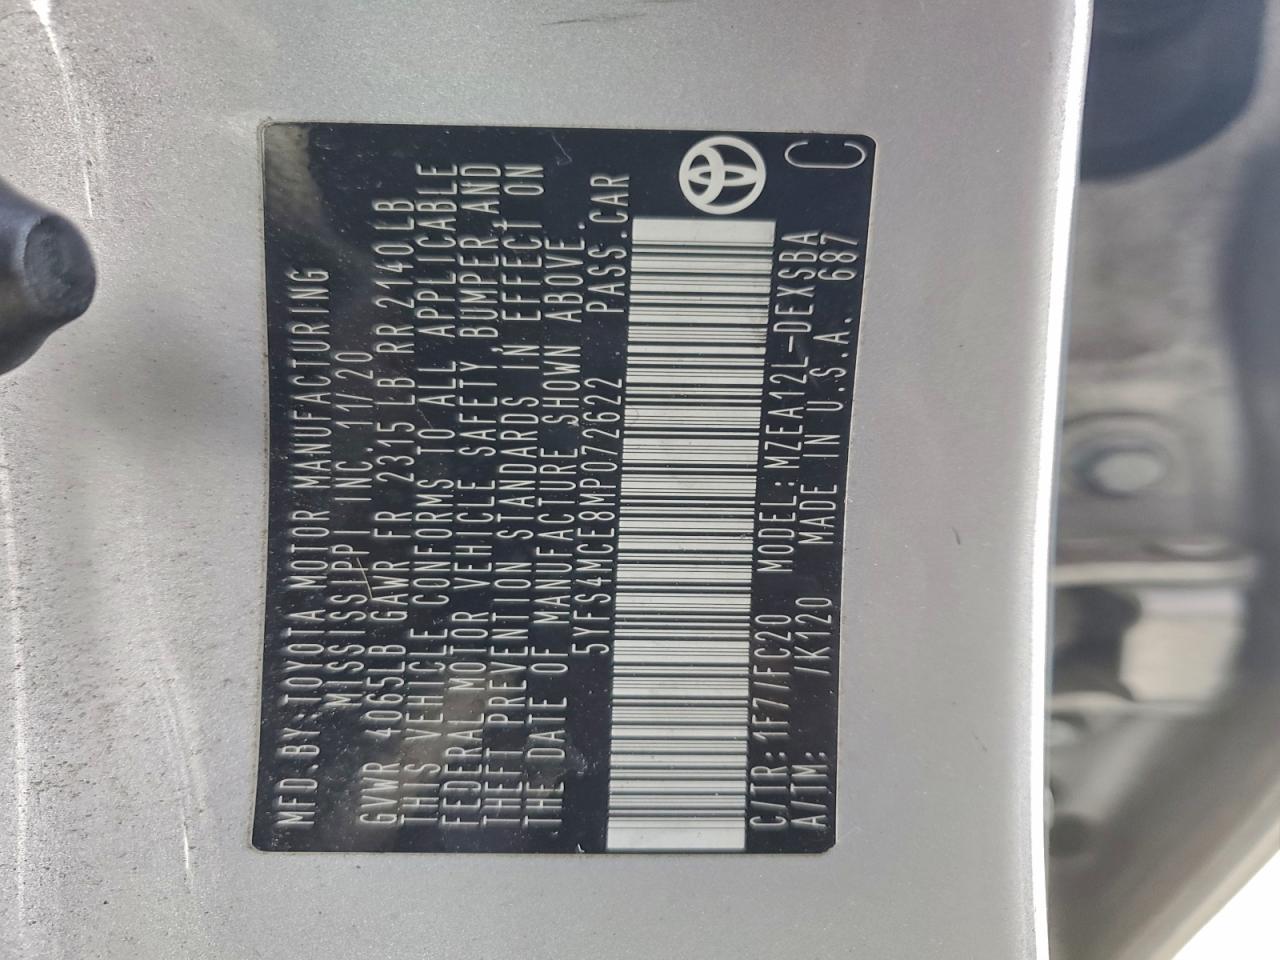 MFD.BY:TOYOTA MOTOR MANUFACTURING
MISSISSIPPI INC. 11/20
GVWR 4065LB GAWR FR 2315LB RR 2140LB
THIS VEHICLE CONFORMS TO ALL APPLICABLE
FEDERAL MOTOR VEHICLE SAFETY, BUMPER, AND
THEFT PREVENTION STANDARDS IN EFFECT ON
THE DATE OF MANUFACTURE SHOWN ABOVE.
5YFS4MCE8MP072622 PASS.CAR
C/TR:1F7/FC20 MODEL:MZEA12L-DEXSBA
A/TM: /K120 MADE IN U.S.A. 687 C